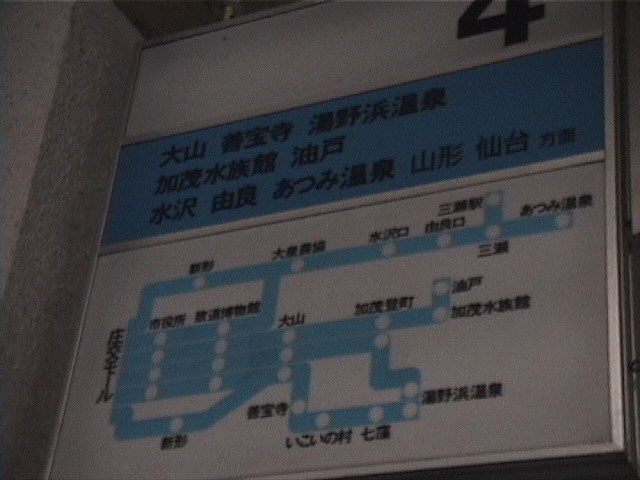 4
大山 善宝寺 湯野浜温泉
加茂水族館 油戸
水沢 由良 あつみ温泉 山形 仙台 方面
三瀬駅 あつみ温泉
新形 大泉農協 水沢口 由良口
三瀬
油戸
市役所 致道博物館 大山 加茂登町 加茂水族館
庄交モール
善宝寺 湯野浜温泉
新形 いこいの村 七窪